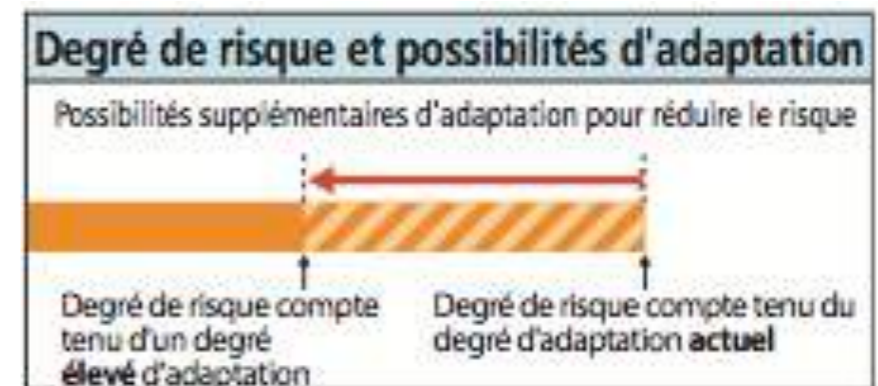 Degré de risque et possibilités d'adaptation
Possibilités supplémentaires d'adaptation pour réduire le risque
Degré de risque compte
tenu d'un degré
élevé d'adaptation
Degré de risque compte tenu du
degré d'adaptation actuel